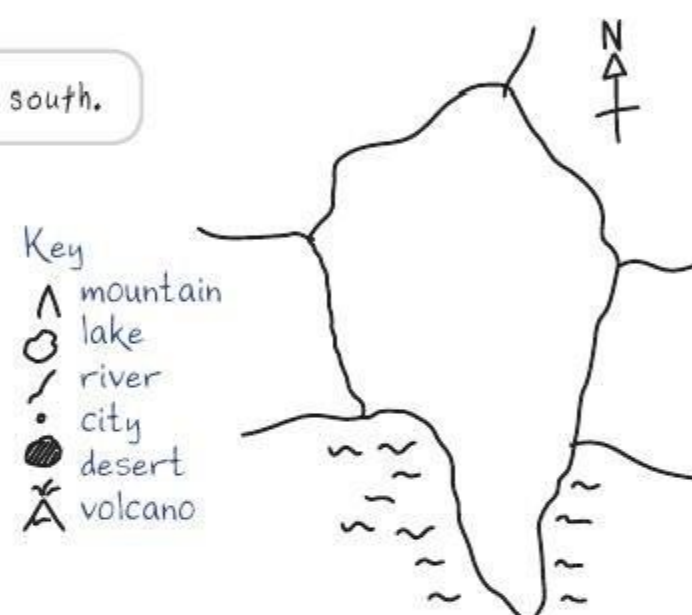 south.
N
Key
mountain
lake
river
city
desert
volcano